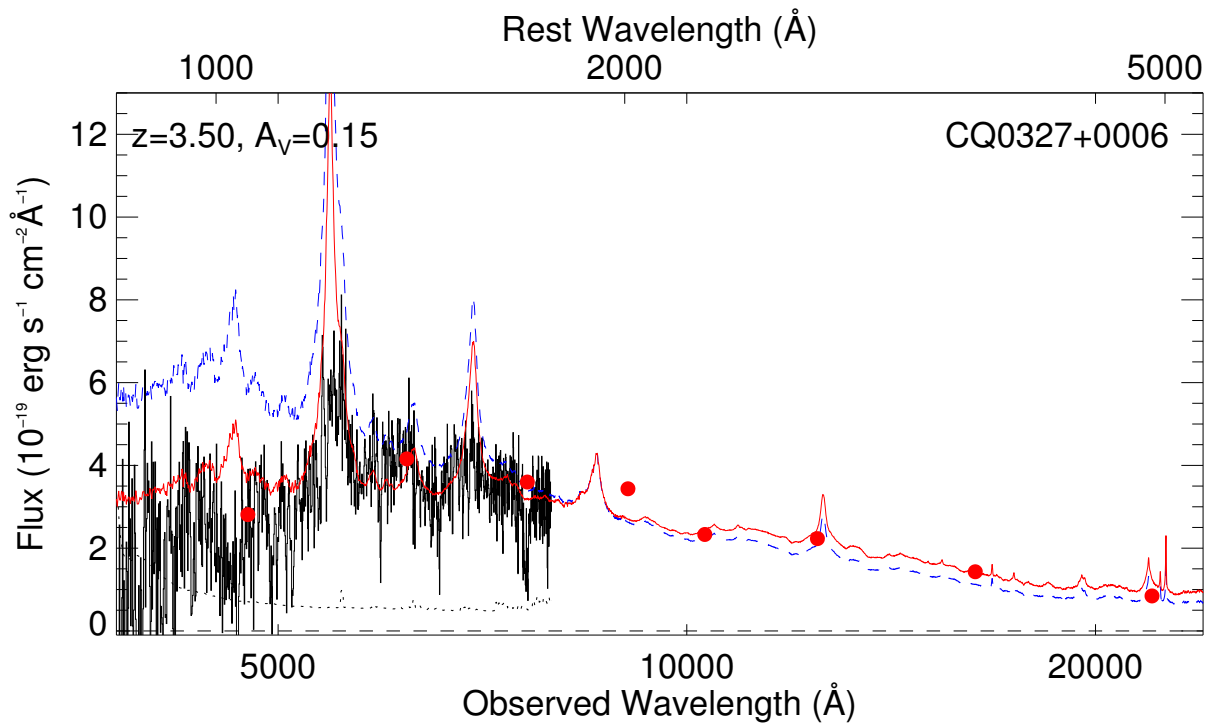 Rest Wavelength (Å)
1000 2000 5000
z=3.50, A_V=0.15 CQ0327+0006
12
10
8
6
4
2
0
Flux (10⁻¹⁹ erg s⁻¹ cm⁻²Å⁻¹)
5000 10000 20000
Observed Wavelength (Å)